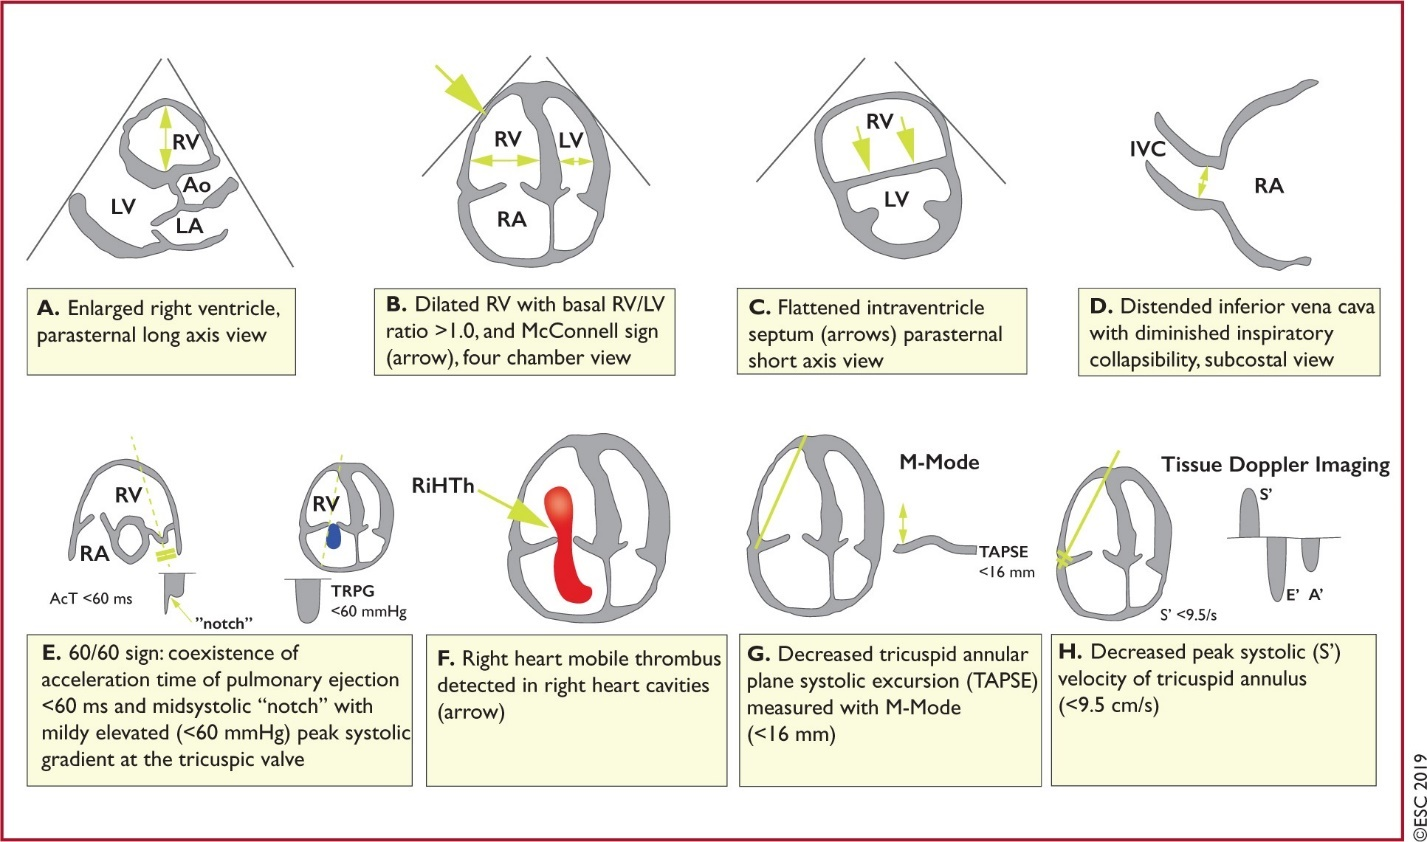 RV
Ao
LV
LA
A. Enlarged right ventricle,
parasternal long axis view
RV
LV
RA
B. Dilated RV with basal RV/LV
ratio >1.0, and McConnell sign
(arrow), four chamber view
RV
LV
C. Flattened intraventricle
septum (arrows) parasternal
short axis view
IVC
RA
D. Distended inferior vena cava
with diminished inspiratory
collapsibility, subcostal view
RV
RA
AcT <60 ms
"notch"
RV
TRPG
<60 mmHg
E. 60/60 sign: coexistence of
acceleration time of pulmonary ejection
<60 ms and midsystolic “notch” with
mildy elevated (<60 mmHg) peak systolic
gradient at the tricuspic valve
RiHTh
F. Right heart mobile thrombus
detected in right heart cavities
(arrow)
M-Mode
TAPSE
<16 mm
G. Decreased tricuspid annular
plane systolic excursion (TAPSE)
measured with M-Mode
(<16 mm)
Tissue Doppler Imaging
S’
E’ A’
S’ <9.5/s
H. Decreased peak systolic (S’)
velocity of tricuspid annulus
(<9.5 cm/s)
©ESC 2019